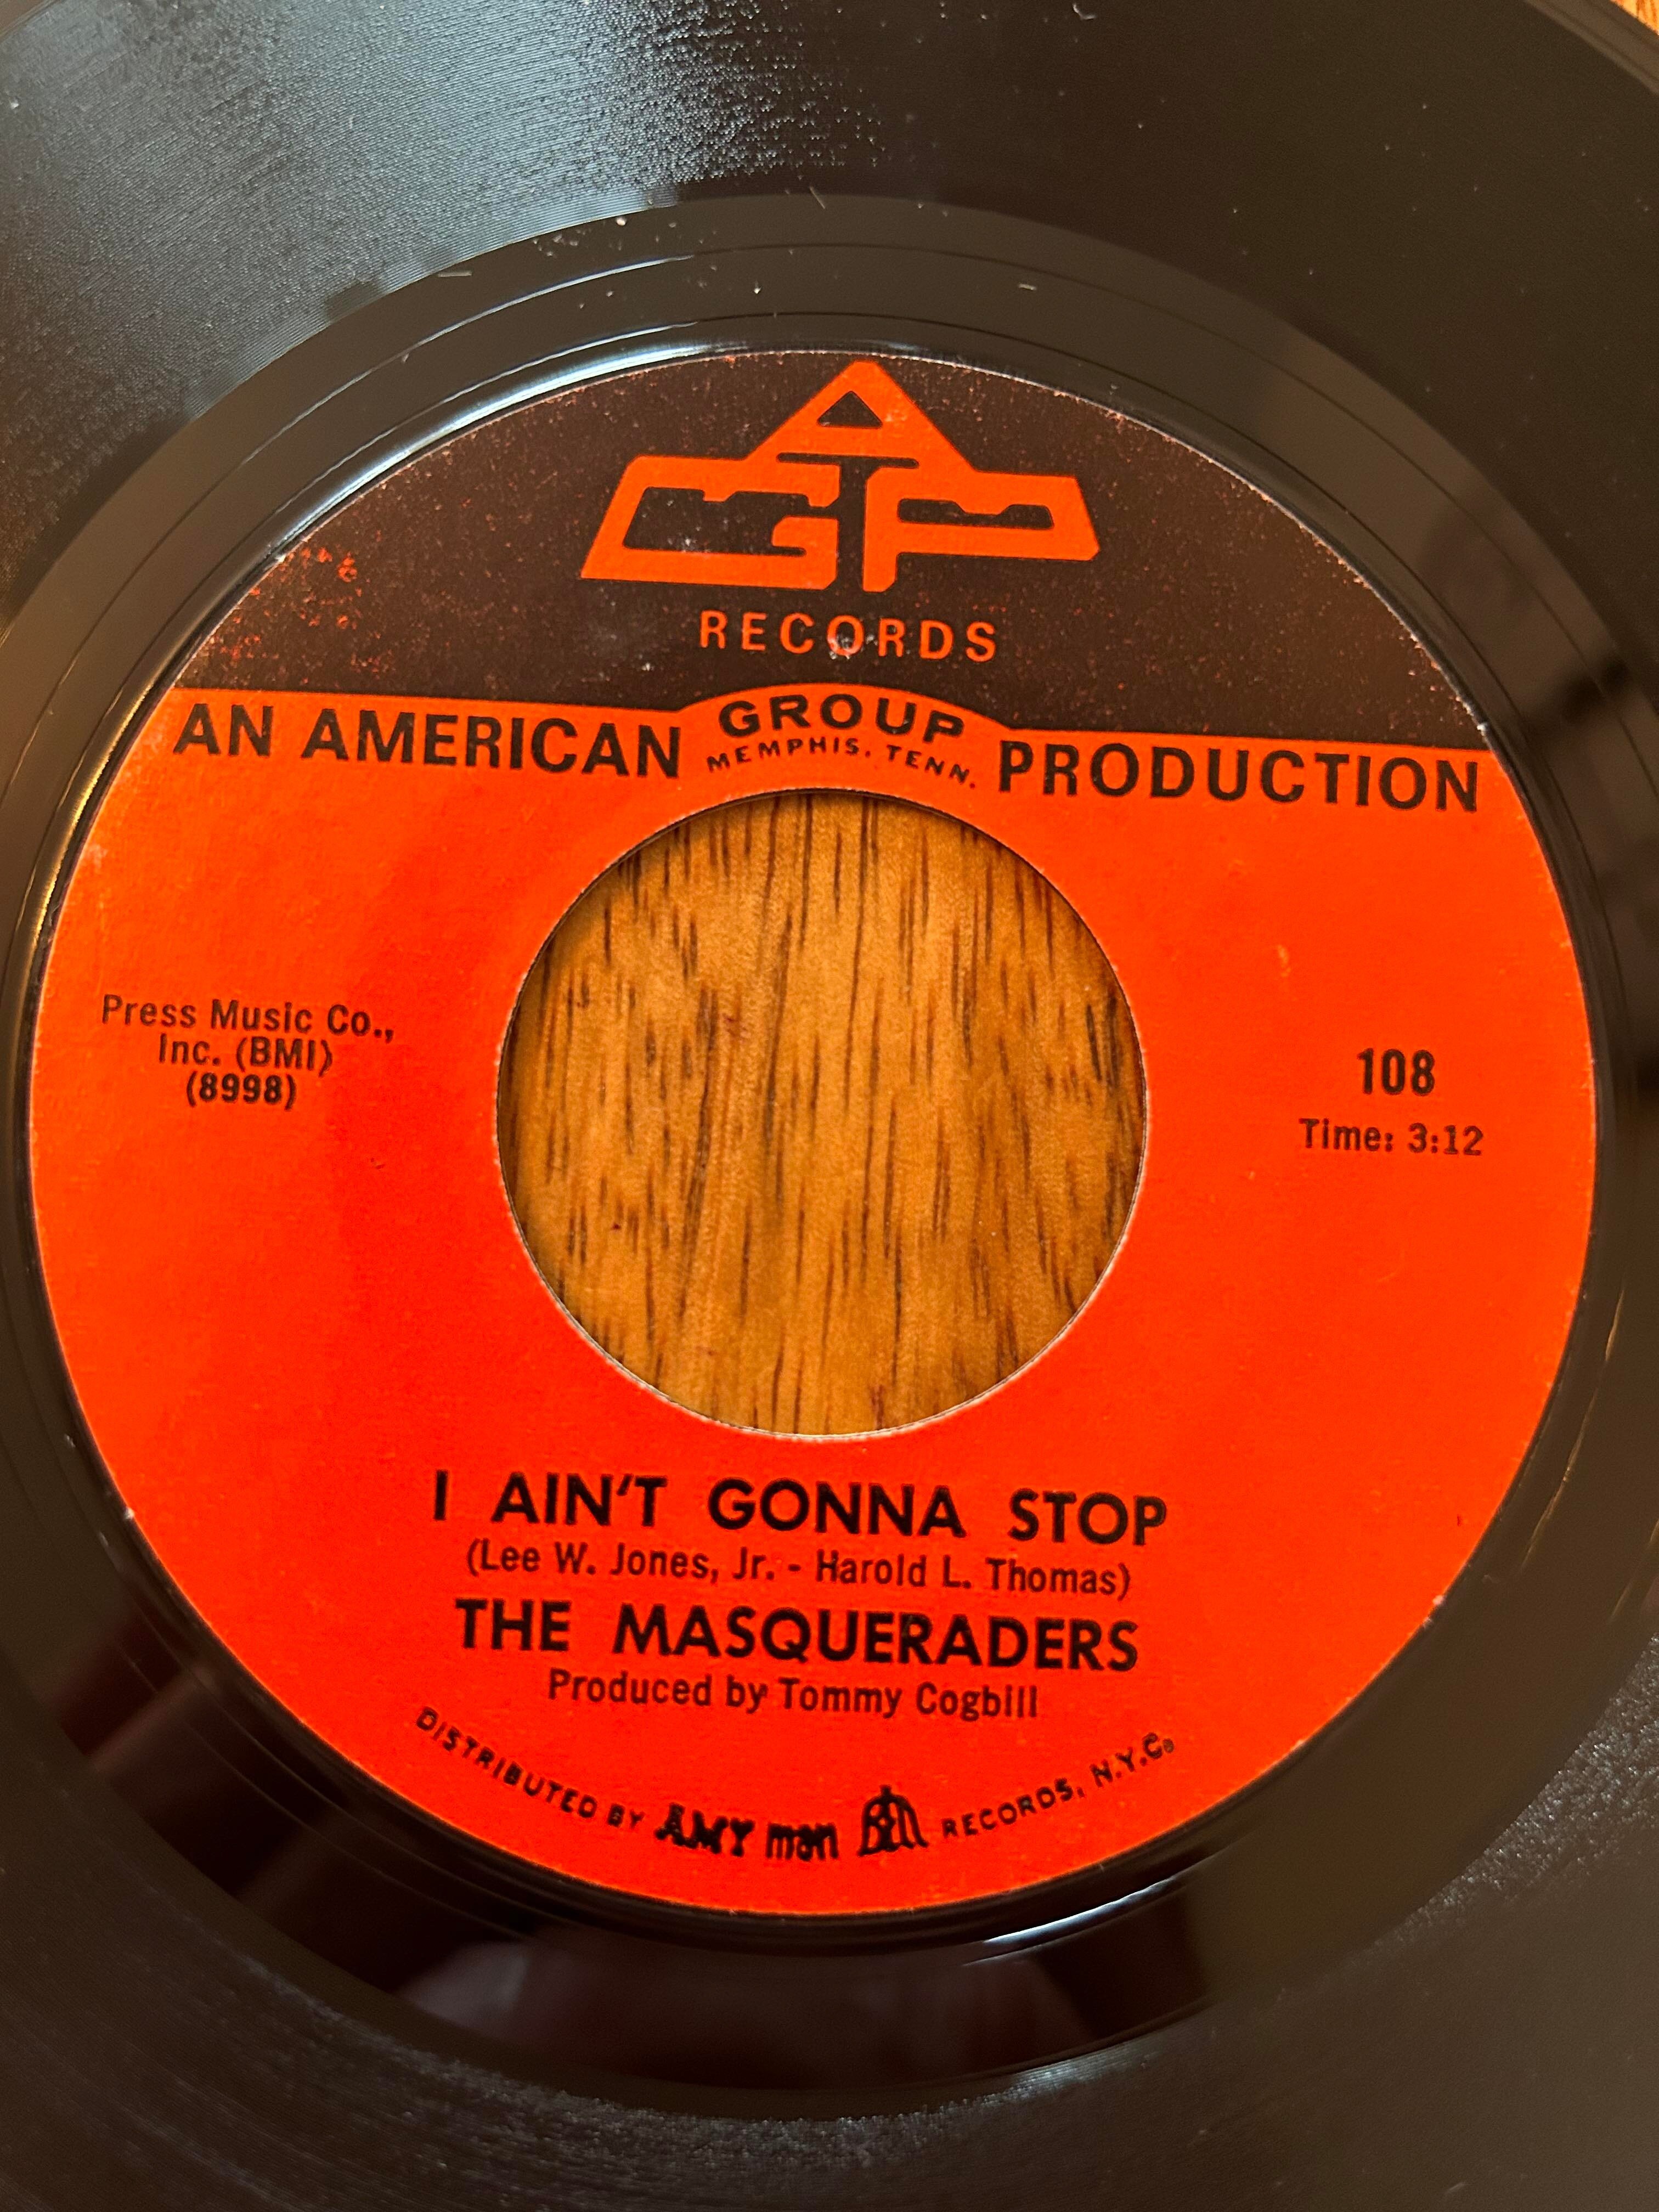 AGP
RECORDS
AN AMERICAN GROUP PRODUCTION
MEMPHIS, TENN.
Press Music Co.,
Inc. (BMI)
(8998)
108
Time: 3:12
I AIN'T GONNA STOP
(Lee W. Jones, Jr. - Harold L. Thomas)
THE MASQUERADERS
Produced by Tommy Cogbill
DISTRIBUTED BY AMY mala Bell RECORDS, N.Y.C.